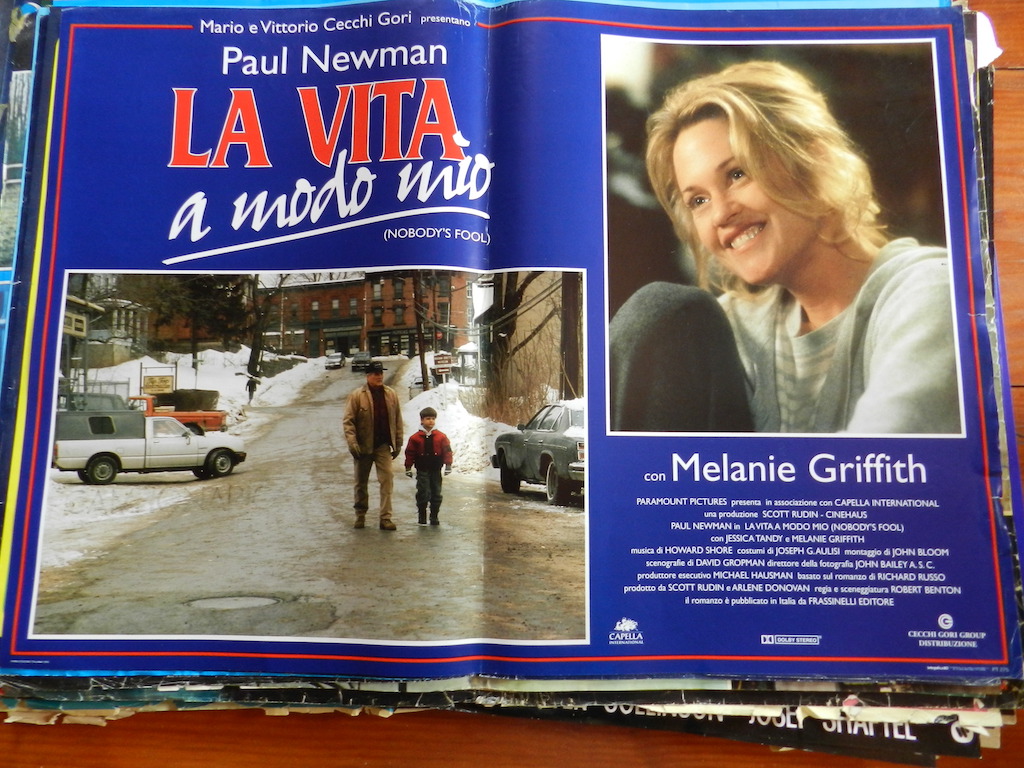 Mario e Vittorio Cecchi Gori presentano
Paul Newman
LA VITA
a modo mio
(NOBODY'S FOOL)
con Melanie Griffith
PARAMOUNT PICTURES presenta in associazione con CAPELLA INTERNATIONAL
una produzione SCOTT RUDIN - CINEHAUS
PAUL NEWMAN in LA VITA A MODO MIO (NOBODY'S FOOL)
con JESSICA TANDY e MELANIE GRIFFITH
musica di HOWARD SHORE costumi di JOSEPH G. AULISI montaggio di JOHN BLOOM
scenografie di DAVID GROPMAN direttore della fotografia JOHN BAILEY A.S.C.
produttore esecutivo MICHAEL HAUSMAN basato sul romanzo di RICHARD RUSSO
prodotto da SCOTT RUDIN e ARLENE DONOVAN regia e sceneggiatura ROBERT BENTON
il romanzo è pubblicato in Italia da FRASSINELLI EDITORE
CAPELLA
INTERNATIONAL
DOLBY STEREO
CECCHI GORI GROUP
DISTRIBUZIONE
JOSEF SHAFTEL